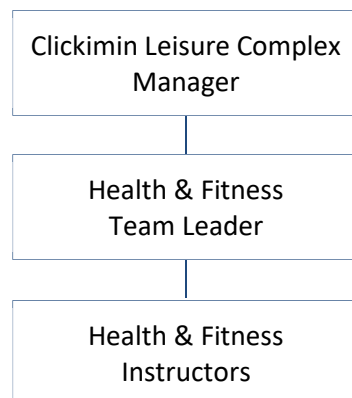 Clickimin Leisure Complex
Manager
Health & Fitness
Team Leader
Health & Fitness
Instructors